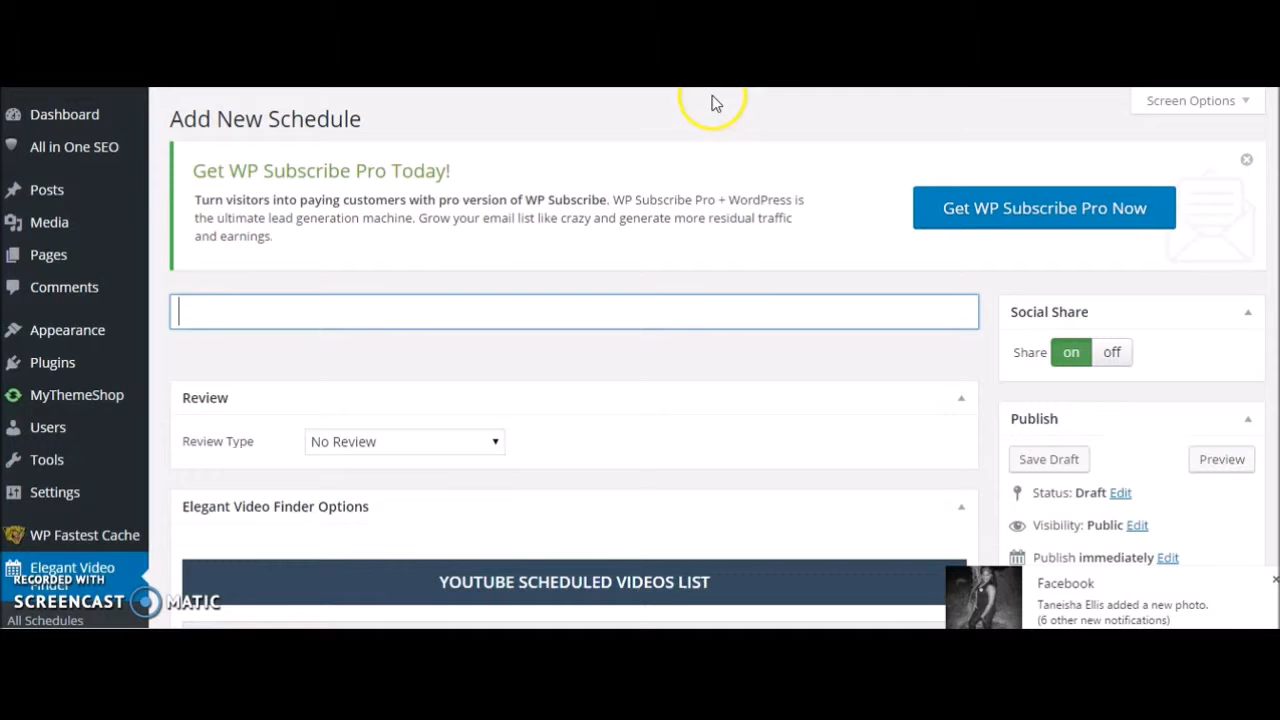 Dashboard
All in One SEO
Posts
Media
Pages
Comments
Appearance
Plugins
MyThemeShop
Users
Tools
Settings
WP Fastest Cache
Elegant Video
RECORDED WITH
SCREENCAST MATIC
All Schedules
Screen Options
Add New Schedule
Get WP Subscribe Pro Today!
Turn visitors into paying customers with pro version of WP Subscribe. WP Subscribe Pro + WordPress is
the ultimate lead generation machine. Grow your email list like crazy and generate more residual traffic
and earnings.
Get WP Subscribe Pro Now
Review
Review Type No Review
Elegant Video Finder Options
YOUTUBE SCHEDULED VIDEOS LIST
Social Share
Share on off
Publish
Save Draft Preview
Status: Draft Edit
Visibility: Public Edit
Publish immediately Edit
Facebook
Taneisha Ellis added a new photo.
(6 other new notifications)